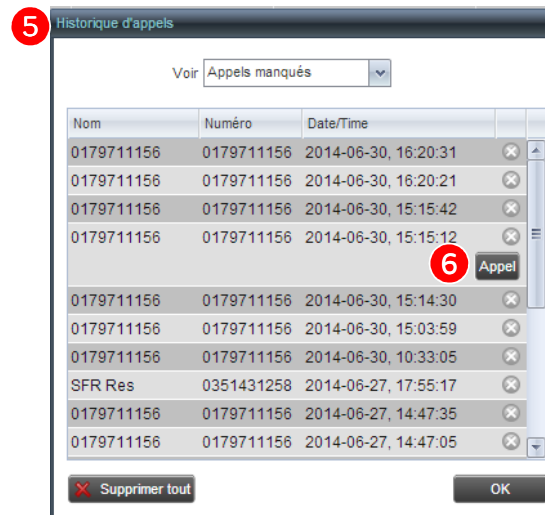 5 Historique d'appels
Voir Appels manqués
Nom Numéro Date/Time
0179711156 0179711156 2014-06-30, 16:20:31
0179711156 0179711156 2014-06-30, 16:20:21
0179711156 0179711156 2014-06-30, 15:15:42
0179711156 0179711156 2014-06-30, 15:15:12
6 Appel
0179711156 0179711156 2014-06-30, 15:14:30
0179711156 0179711156 2014-06-30, 15:03:59
0179711156 0179711156 2014-06-30, 10:33:05
SFR Res 0351431258 2014-06-27, 17:55:17
0179711156 0179711156 2014-06-27, 14:47:35
0179711156 0179711156 2014-06-27, 14:47:05
Supprimer tout OK